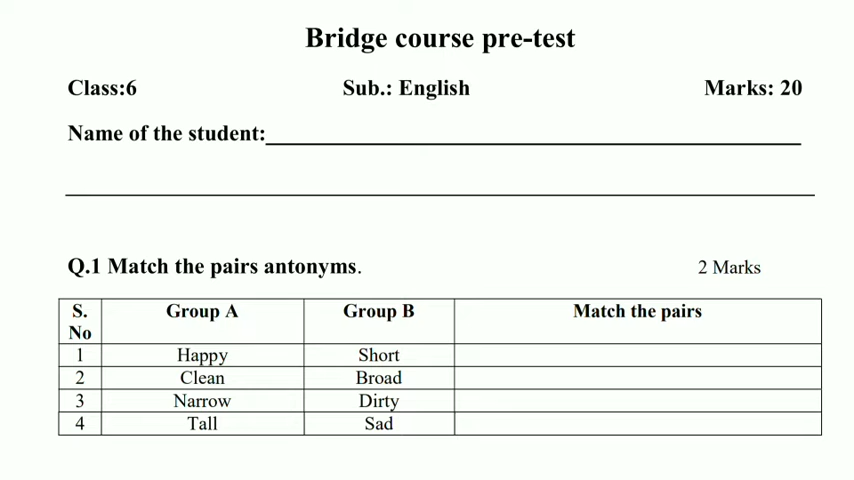 Bridge course pre-test
Class:6 Sub.: English Marks: 20
Name of the student:
Q.1 Match the pairs antonyms. 2 Marks
S. No Group A Group B Match the pairs
1 Happy Short
2 Clean Broad
3 Narrow Dirty
4 Tall Sad